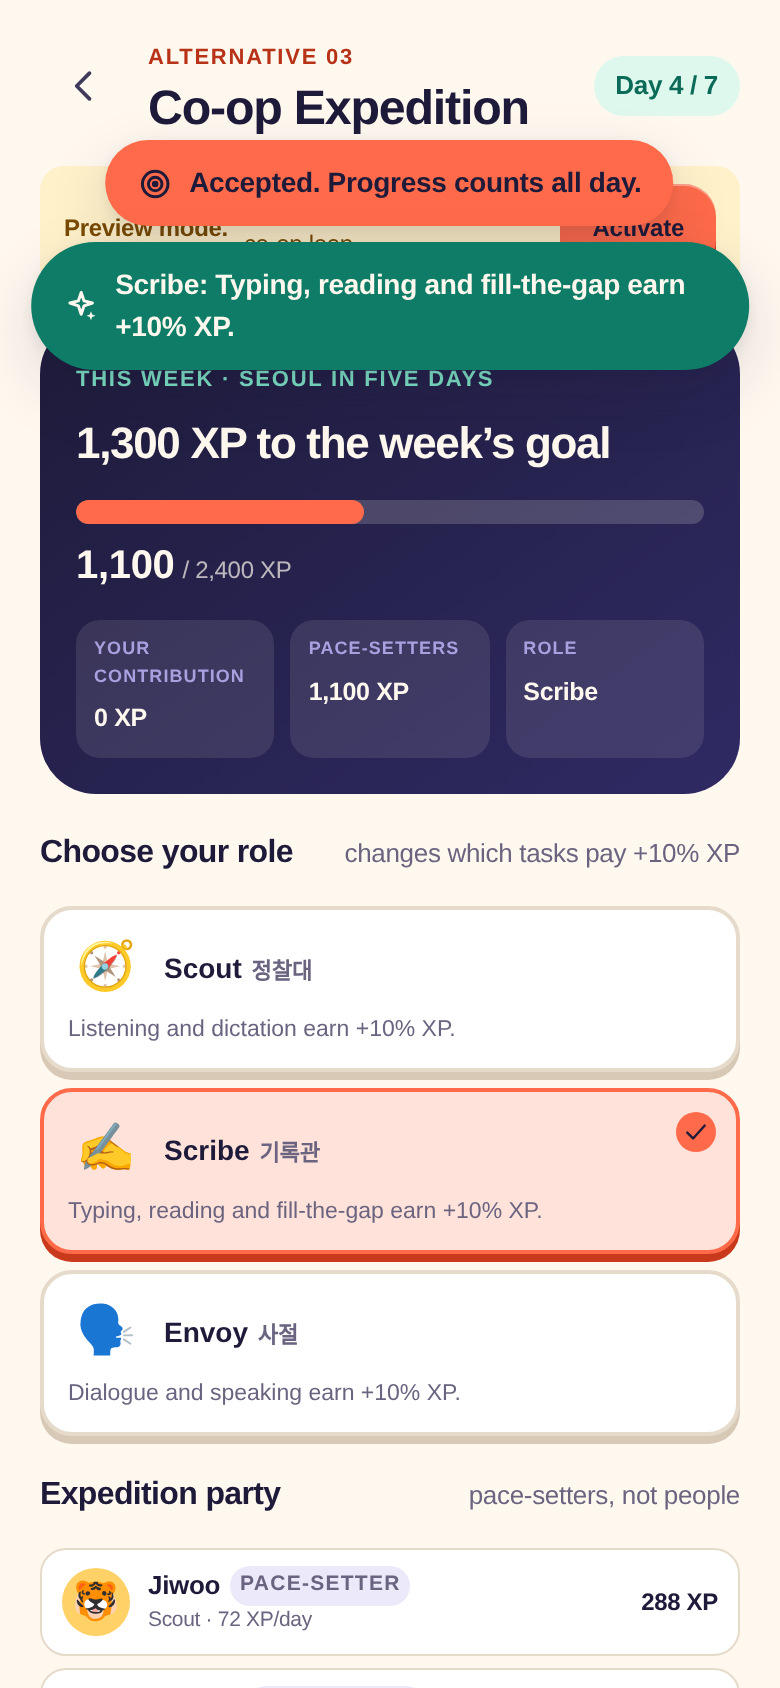 ALTERNATIVE 03
Co-op Expedition
Day 4 / 7
Accepted. Progress counts all day.
Preview mode.
co-op loop
Activate
Scribe: Typing, reading and fill-the-gap earn
+10% XP.
THIS WEEK · SEOUL IN FIVE DAYS
1,300 XP to the week’s goal
1,100 / 2,400 XP
YOUR
CONTRIBUTION
0 XP
PACE-SETTERS
1,100 XP
ROLE
Scribe
Choose your role
changes which tasks pay +10% XP
Scout 정찰대
Listening and dictation earn +10% XP.
Scribe 기록관
Typing, reading and fill-the-gap earn +10% XP.
Envoy 사절
Dialogue and speaking earn +10% XP.
Expedition party
pace-setters, not people
Jiwoo PACE-SETTER
Scout · 72 XP/day
288 XP